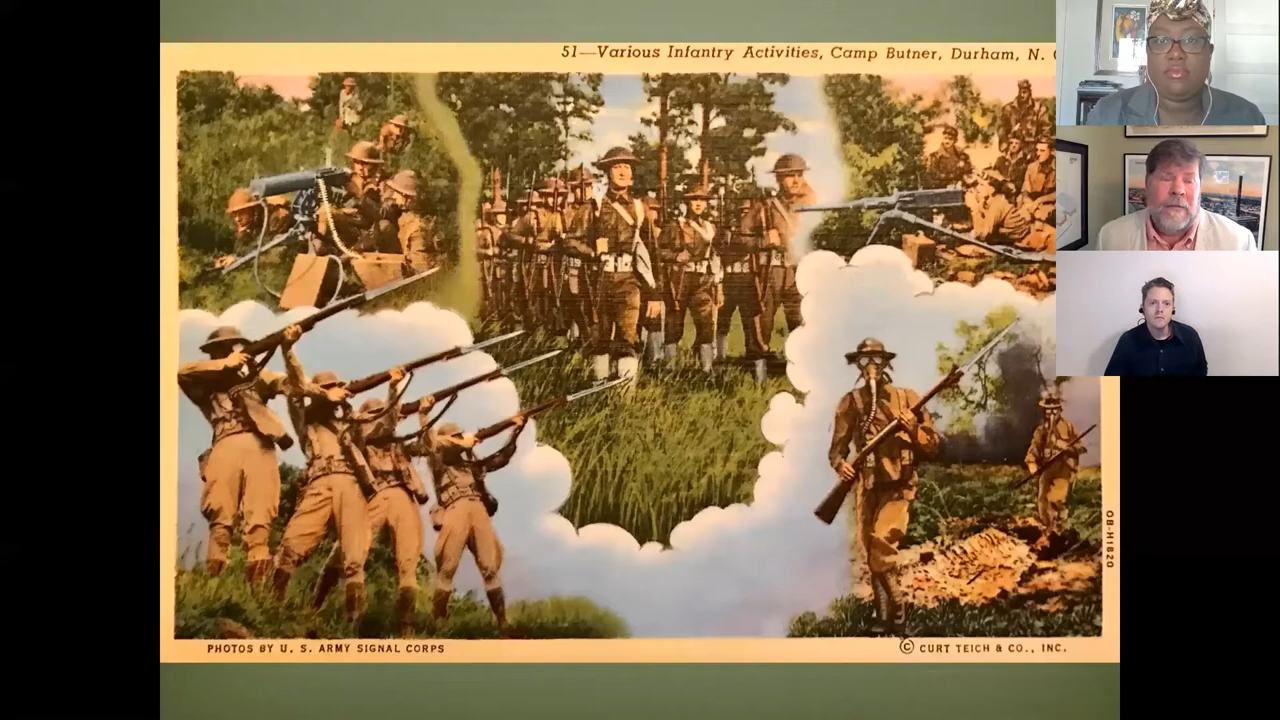 51—Various Infantry Activities, Camp Butner, Durham, N.
OB-H1820
PHOTOS BY U. S. ARMY SIGNAL CORPS
© CURT TEICH & CO., INC.